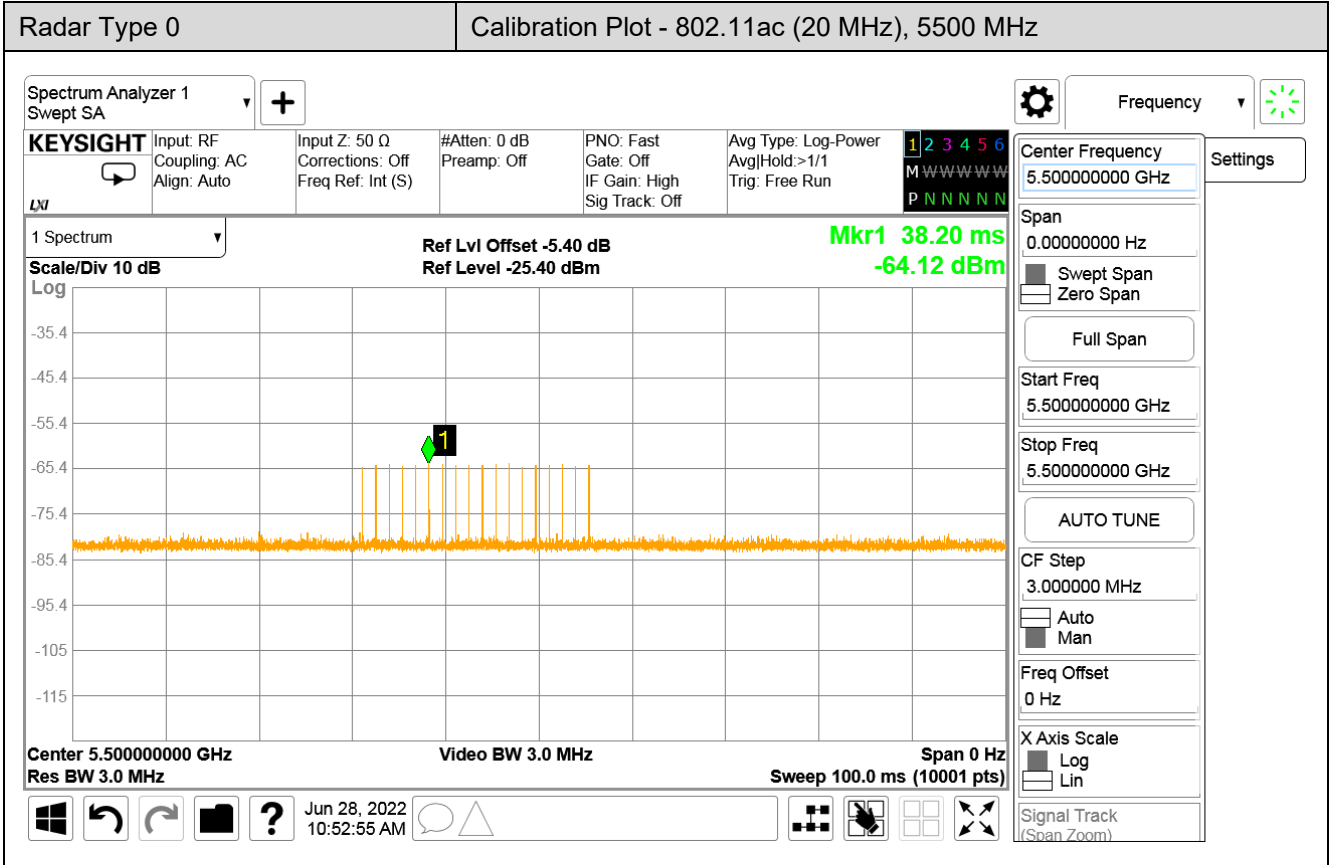 Radar Type 0
Calibration Plot - 802.11ac (20 MHz), 5500 MHz
Spectrum Analyzer 1
Swept SA
Frequency
KEYSIGHT
LXI
Input: RF
Coupling: AC
Align: Auto
Input Z: 50 Ω
Corrections: Off
Freq Ref: Int (S)
#Atten: 0 dB
Preamp: Off
PNO: Fast
Gate: Off
IF Gain: High
Sig Track: Off
Avg Type: Log-Power
Avg|Hold:>1/1
Trig: Free Run
1 2 3 4 5 6
M W W W W W
P N N N N N
1 Spectrum
Scale/Div 10 dB
Log
Ref Lvl Offset -5.40 dB
Ref Level -25.40 dBm
Mkr1 38.20 ms
-64.12 dBm
-35.4
-45.4
-55.4
-65.4
-75.4
-85.4
-95.4
-105
-115
1
Center 5.500000000 GHz
Res BW 3.0 MHz
Video BW 3.0 MHz
Span 0 Hz
Sweep 100.0 ms (10001 pts)
?
Jun 28, 2022
10:52:55 AM
Center Frequency
5.500000000 GHz
Settings
Span
0.00000000 Hz
Swept Span
Zero Span
Full Span
Start Freq
5.500000000 GHz
Stop Freq
5.500000000 GHz
AUTO TUNE
CF Step
3.000000 MHz
Auto
Man
Freq Offset
0 Hz
X Axis Scale
Log
Lin
Signal Track
(Span Zoom)